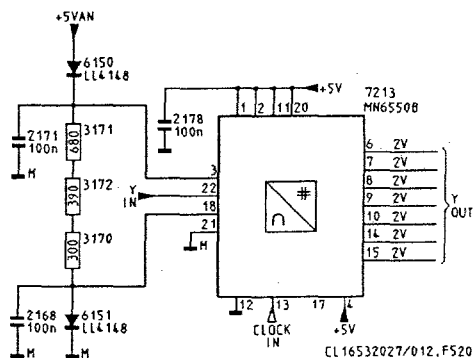 +5VAN
6150
LL4148
2171
100n
3171
680
3172
390
3170
300
2168
100n
6151
LL4148
M
M
M
2178
100n
+5V
1 2 11 20
7213
MN6550B
3
22
18
21
Y
IN
#
∩
6 2V
7 2V
8 2V
9 2V
10 2V
14 2V
15 2V
Y
OUT
12 13 17 4
CLOCK
IN
+5V
CL16532027/012.F520